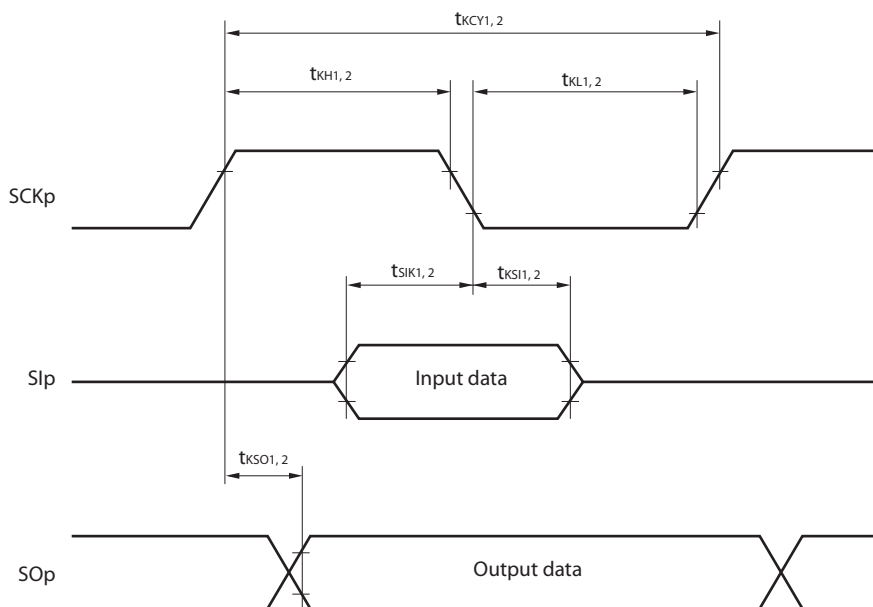 tKCY1, 2
tKH1, 2
tKL1, 2
SCKp
tSIK1, 2
tKSI1, 2
SIp
Input data
tKSO1, 2
SOp
Output data